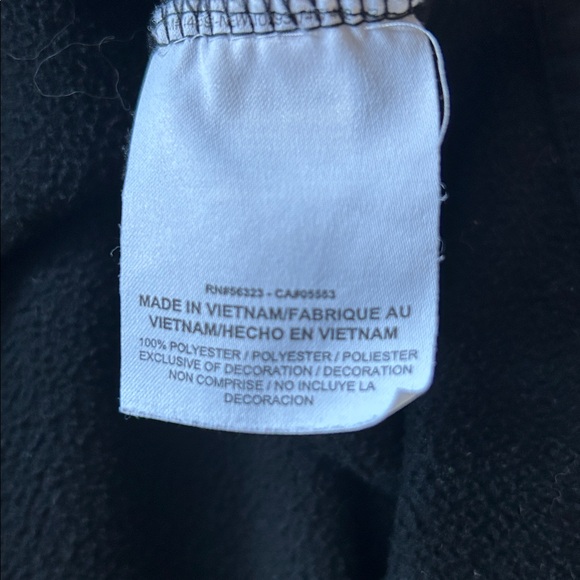 RN#56323 - CA#05553
MADE IN VIETNAM/FABRIQUE AU
VIETNAM/HECHO EN VIETNAM
100% POLYESTER / POLYESTER / POLIESTER
EXCLUSIVE OF DECORATION / DECORATION
NON COMPRISE / NO INCLUYE LA
DECORACION